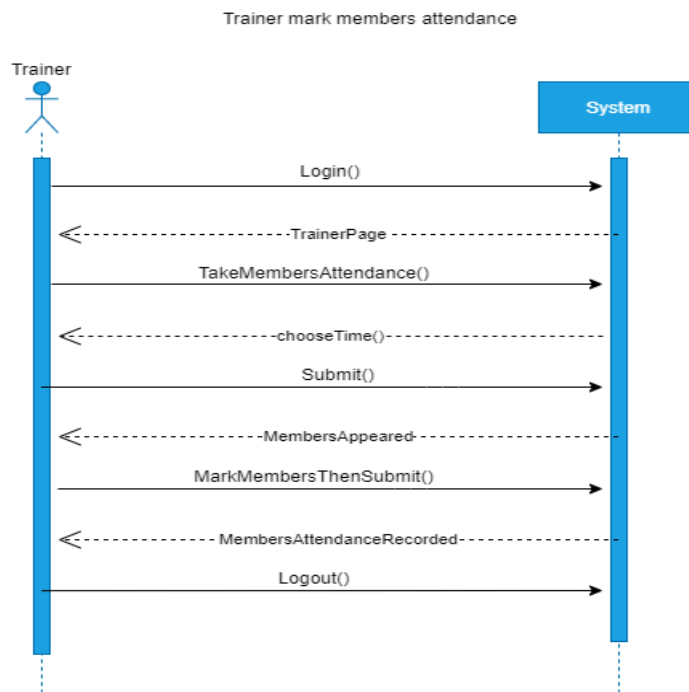 Trainer mark members attendance
Trainer
System
Login()
TrainerPage
TakeMembersAttendance()
chooseTime()
Submit()
MembersAppeared
MarkMembersThenSubmit()
MembersAttendanceRecorded
Logout()